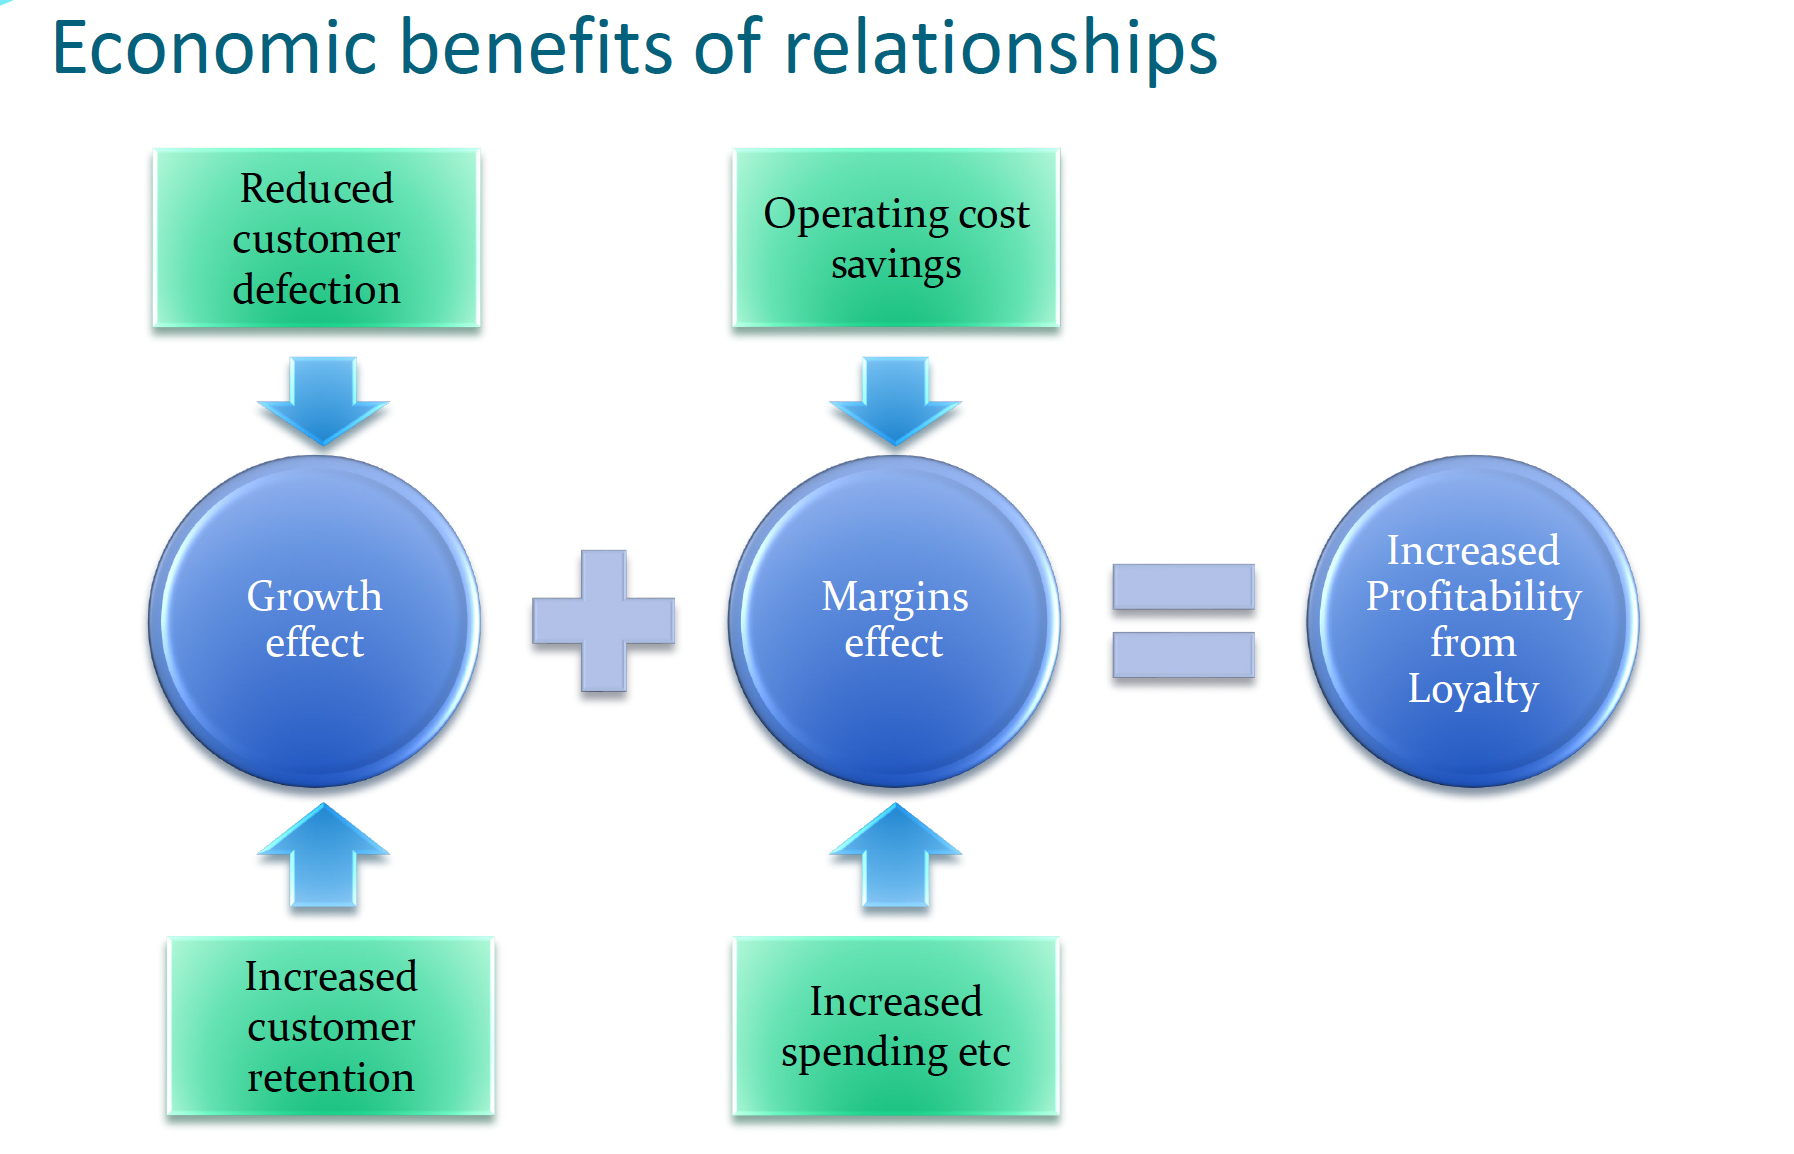 Economic benefits of relationships
Reduced
customer
defection
Operating cost
savings
Growth
effect
Margins
effect
Increased
Profitability
from
Loyalty
Increased
customer
retention
Increased
spending etc